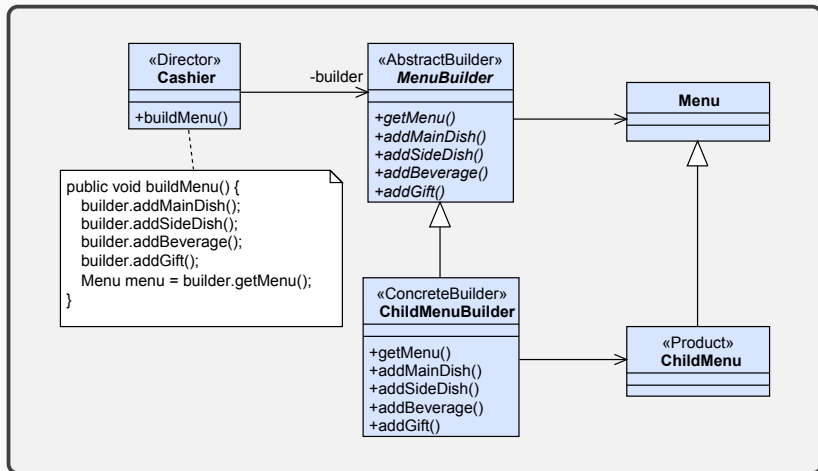 «Director»
Cashier
+buildMenu()
-builder
«AbstractBuilder»
MenuBuilder
+getMenu()
+addMainDish()
+addSideDish()
+addBeverage()
+addGift()
Menu
public void buildMenu() {
builder.addMainDish();
builder.addSideDish();
builder.addBeverage();
builder.addGift();
Menu menu = builder.getMenu();
}
«ConcreteBuilder»
ChildMenuBuilder
+getMenu()
+addMainDish()
+addSideDish()
+addBeverage()
+addGift()
«Product»
ChildMenu